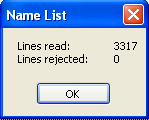 Name List
Lines read: 3317
Lines rejected: 0
OK